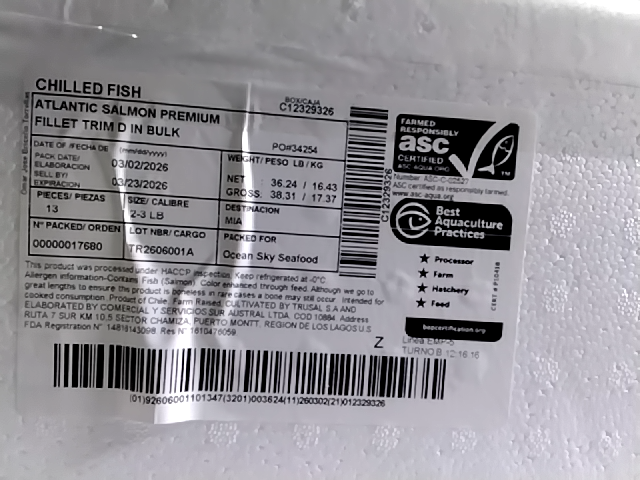 CHILLED FISH
BOX/CAJA
C12329326
ATLANTIC SALMON PREMIUM
FILLET TRIM D IN BULK
PO#34254
DATE OF /FECHA DE (mm/dd/yyyy)
PACK DATE/
ELABORACION 03/02/2026
SELL BY/
EXPIRACION 03/23/2026
WEIGHT/PESO LB / KG
NET : 36.24 / 16.43
GROSS: 38.31 / 17.37
PIECES/ PIEZAS
13
SIZE/ CALIBRE
2-3 LB
DESTINACION
MIA
N° PACKED/ ORDEN
00000017680
LOT NBR/ CARGO
TR2606001A
PACKED FOR
Ocean Sky Seafood
This product was processed under HACCP inspection. Keep refrigerated at -0°C.
Allergen information-Contains Fish (Salmon). Color enhanced through feed. Although we go to
great lengths to ensure this product is boneless in rare cases a bone may still occur. Intended for
cooked consumption. Product of Chile. Farm Raised. CULTIVATED BY TRUSAL S.A AND
ELABORATED BY COMERCIAL Y SERVICIOS SUR AUSTRAL LTDA. COD 10864. Address
RUTA 7 SUR KM 10,5 SECTOR CHAMIZA, PUERTO MONTT. REGION DE LOS LAGOS U.S
FDA Registration N° Res N°
Z
(01)92606001101347(3201)003624(11)260302(21)012329326
C12329326
FARMED
RESPONSIBLY
asc
CERTIFIED
ASC-AQUA.ORG
TM
ASC certified as responsibly farmed.
www.asc-aqua.org
Best
Aquaculture
Practices
Processor
Farm
Hatchery
Feed
CERT #
bapcertification.org
Linea
TURNO B 12:16:16